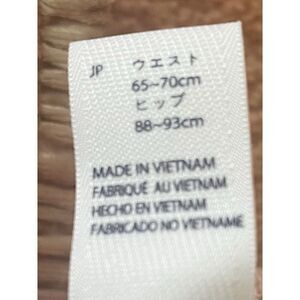 JP ウエスト
65~70cm
ヒップ
88~93cm
MADE IN VIETNAM
FABRIQUÉ AU VIETNAM
HECHO EN VIETNAM
FABRICADO NO VIETNAME